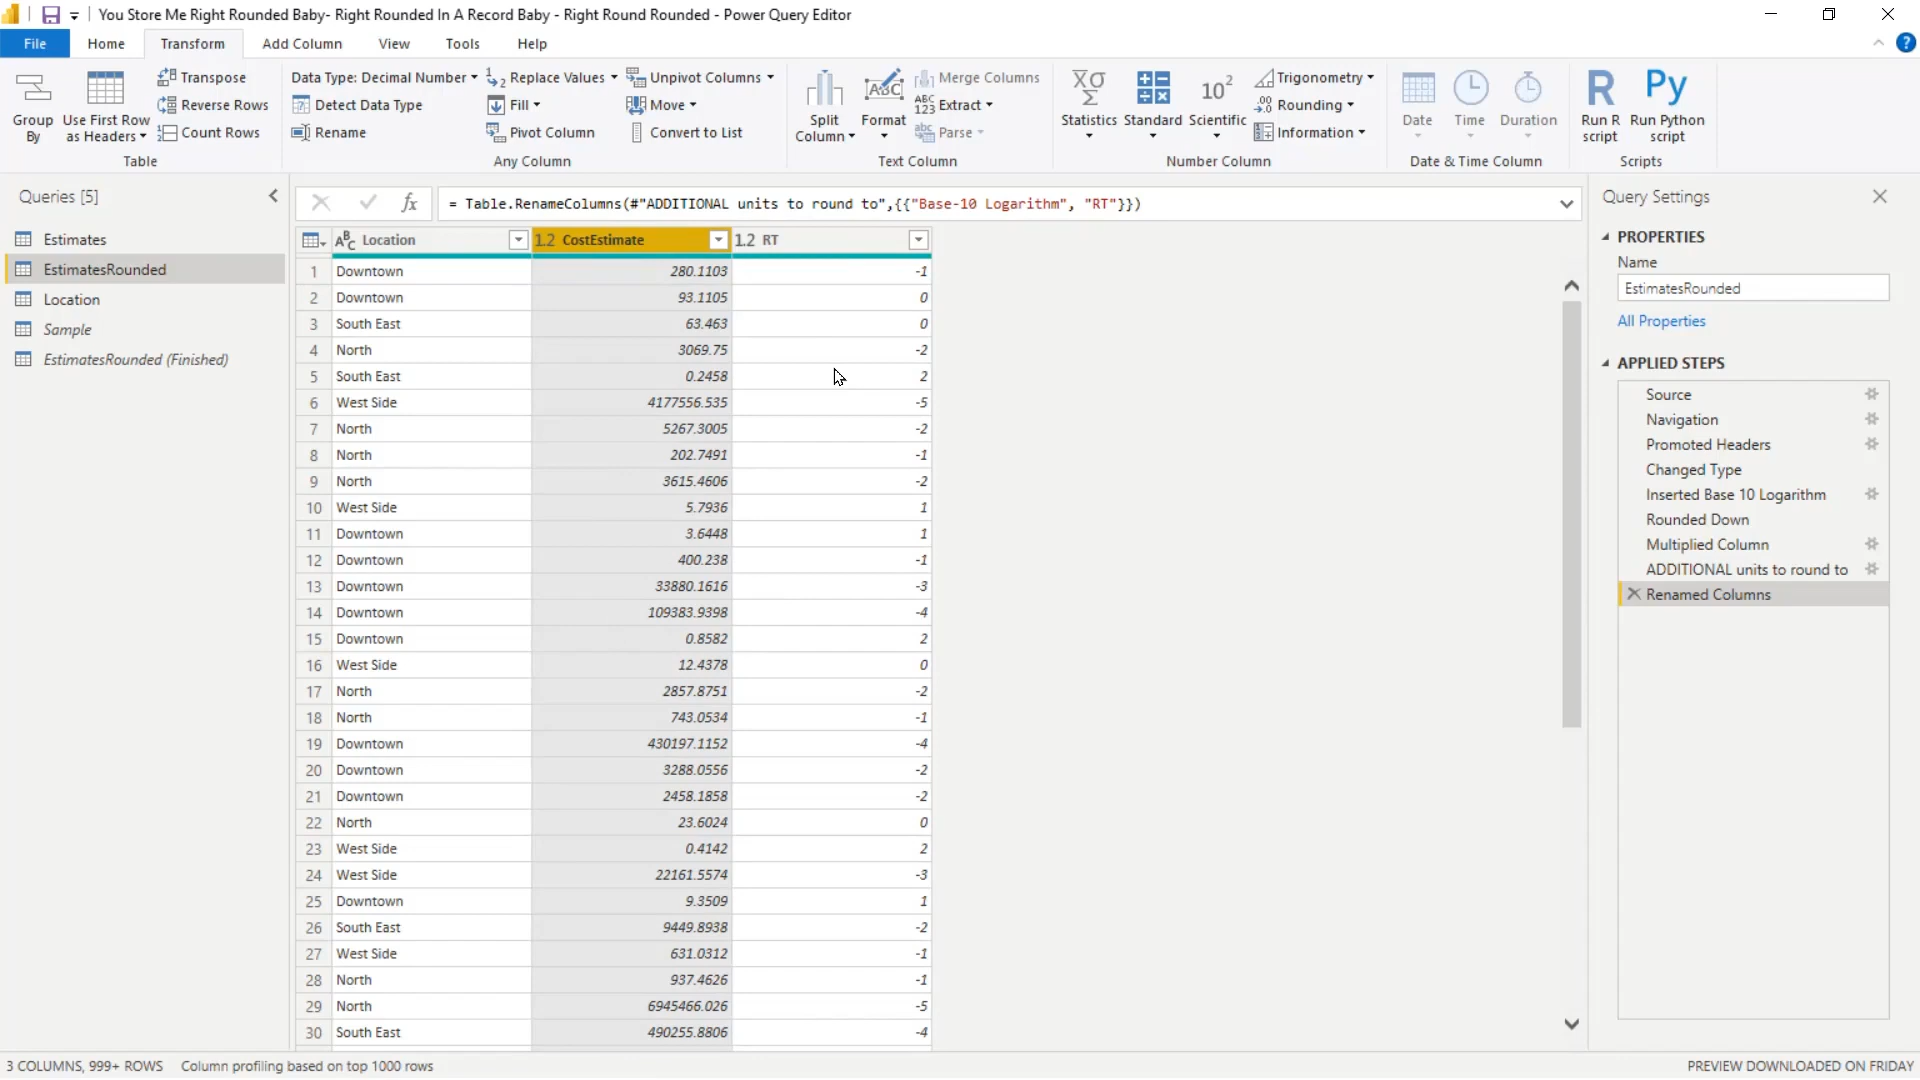 You Store Me Right Rounded Baby- Right Rounded In A Record Baby - Right Round Rounded - Power Query Editor
File Home Transform Add Column View Tools Help
Group By
Use First Row as Headers
Transpose
Reverse Rows
Count Rows
Table
Data Type: Decimal Number
Detect Data Type
Rename
Replace Values
Fill
Pivot Column
Unpivot Columns
Move
Convert to List
Any Column
Split Column
Format
Merge Columns
Extract
Parse
Text Column
Statistics
Standard
Scientific
Trigonometry
Rounding
Information
Number Column
Date
Time
Duration
Date & Time Column
Run R script
Run Python script
Scripts
Queries [5]
Estimates
EstimatesRounded
Location
Sample
EstimatesRounded (Finished)
fx = Table.RenameColumns(#"ADDITIONAL units to round to",{{"Base-10 Logarithm", "RT"}})
Location 1.2 CostEstimate 1.2 RT
1 Downtown 280.1103 -1
2 Downtown 93.1105 0
3 South East 63.463 0
4 North 3069.75 -2
5 South East 0.2458 2
6 West Side 4177556.535 -5
7 North 5267.3005 -2
8 North 202.7491 -1
9 North 3615.4606 -2
10 West Side 5.7936 1
11 Downtown 3.6448 1
12 Downtown 400.238 -1
13 Downtown 33880.1616 -3
14 Downtown 109383.9398 -4
15 Downtown 0.8582 2
16 West Side 12.4378 0
17 North 2857.8751 -2
18 North 743.0534 -1
19 Downtown 430197.1152 -4
20 Downtown 3288.0556 -2
21 Downtown 2458.1858 -2
22 North 23.6024 0
23 West Side 0.4142 2
24 West Side 22161.5574 -3
25 Downtown 9.3509 1
26 South East 9449.8938 -2
27 West Side 631.0312 -1
28 North 937.4626 -1
29 North 6945466.026 -5
30 South East 490255.8806 -4
Query Settings
PROPERTIES
Name
EstimatesRounded
All Properties
APPLIED STEPS
Source
Navigation
Promoted Headers
Changed Type
Inserted Base 10 Logarithm
Rounded Down
Multiplied Column
ADDITIONAL units to round to
Renamed Columns
3 COLUMNS, 999+ ROWS Column profiling based on top 1000 rows
PREVIEW DOWNLOADED ON FRIDAY